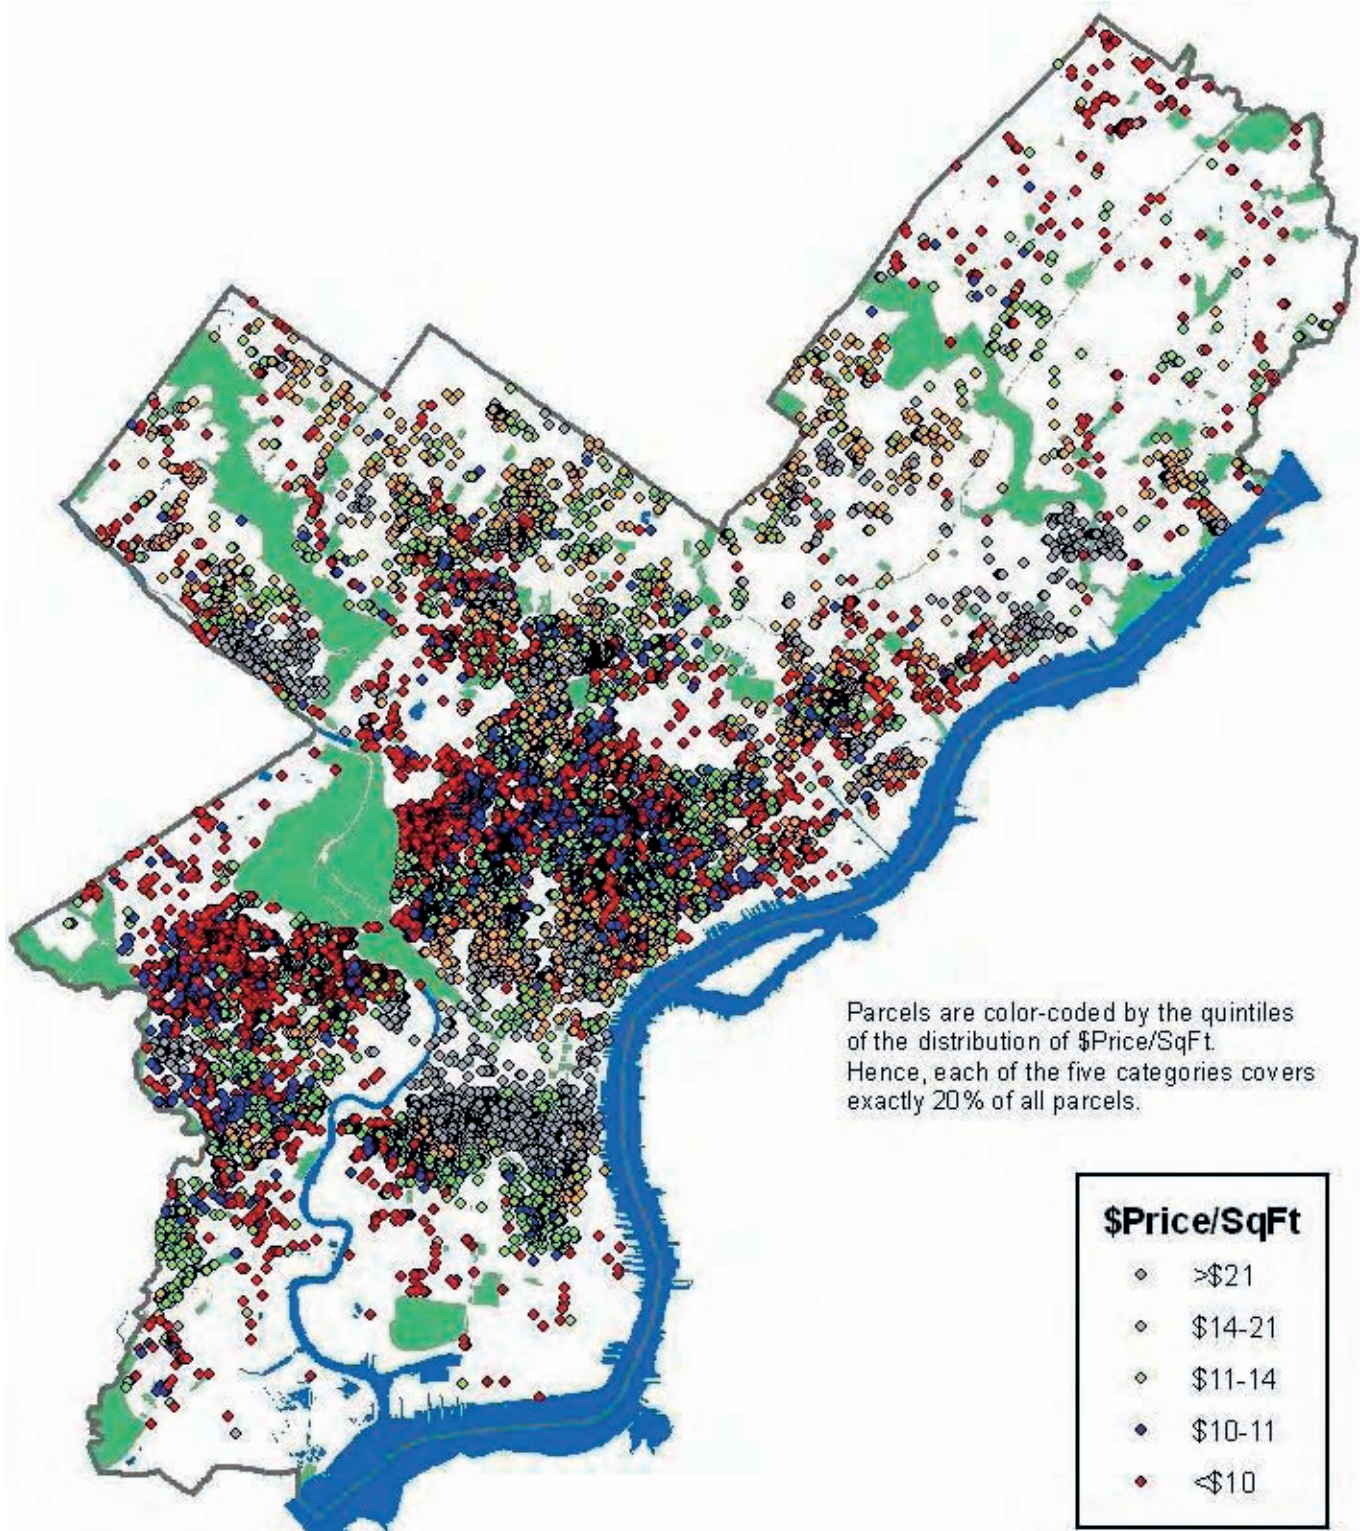 Parcels are color-coded by the quintiles
of the distribution of $Price/SqFt.
Hence, each of the five categories covers
exactly 20% of all parcels.
$Price/SqFt
>$21
$14-21
$11-14
$10-11
<$10